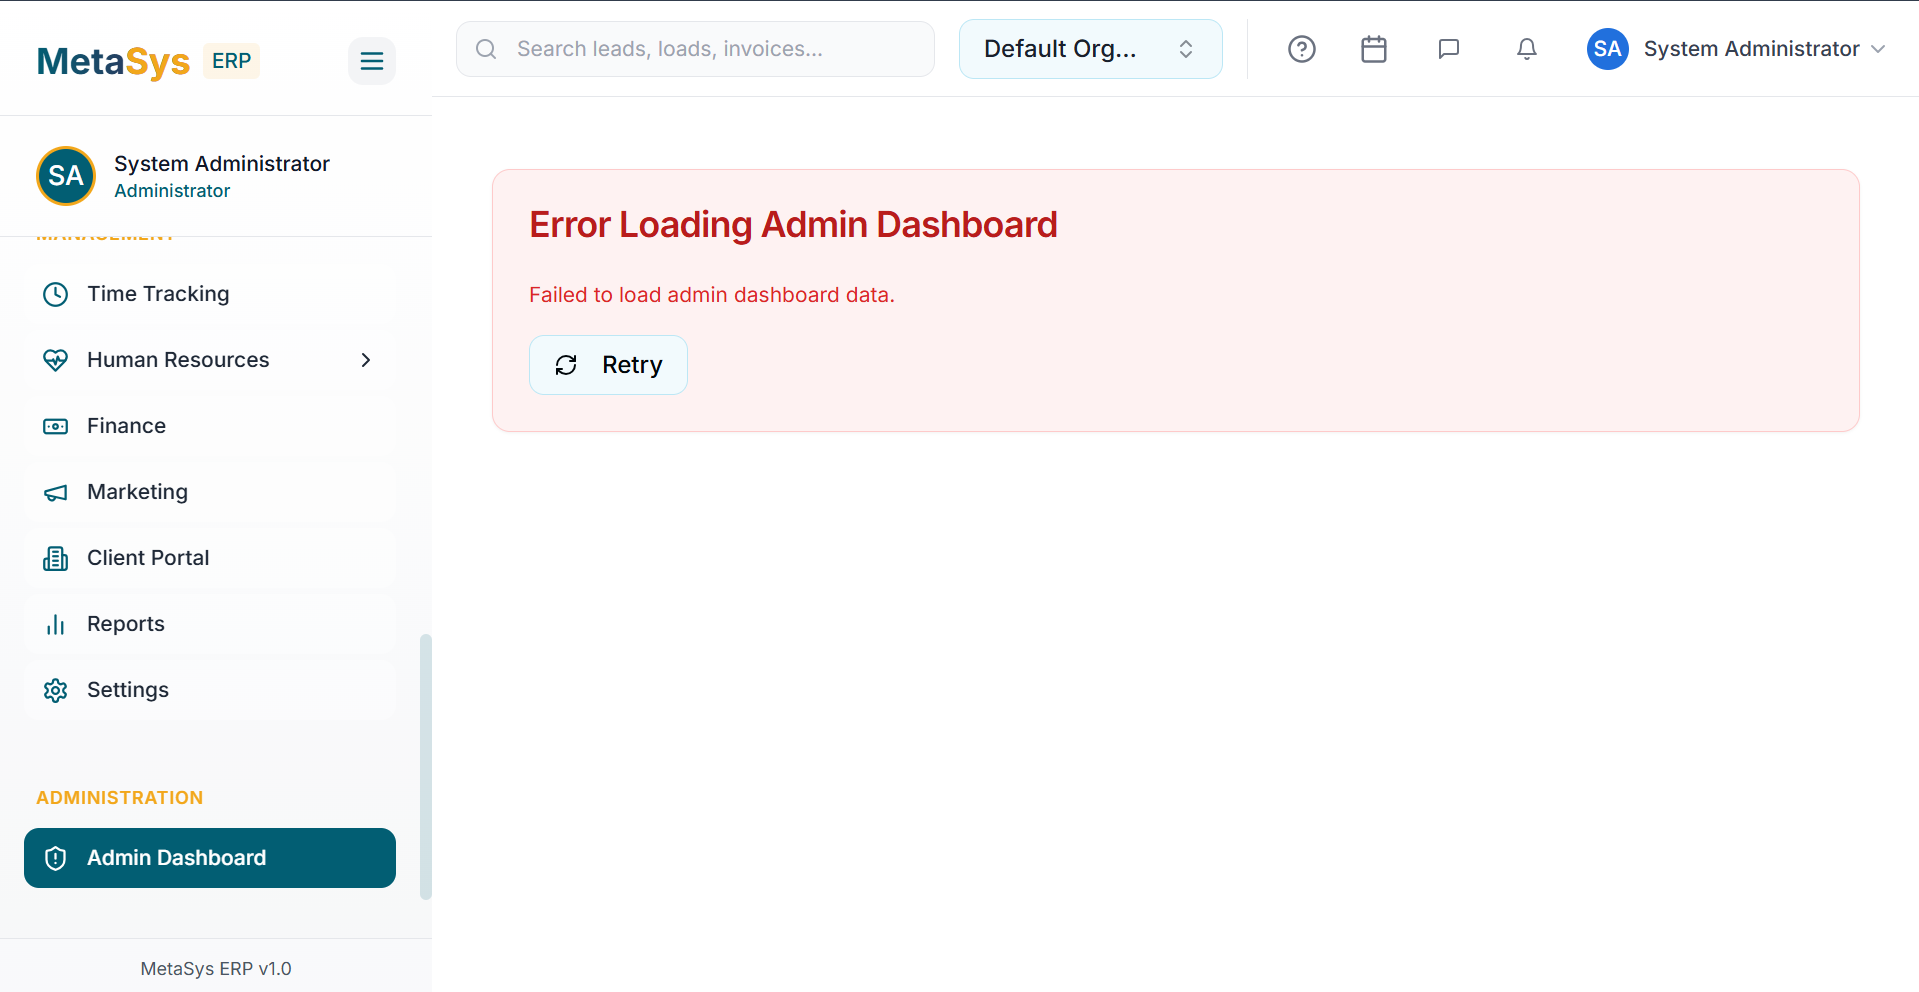 MetaSys ERP
Search leads, loads, invoices...
Default Org...
SA System Administrator
SA
System Administrator
Administrator
MANAGEMENT
Time Tracking
Human Resources
Finance
Marketing
Client Portal
Reports
Settings
ADMINISTRATION
Admin Dashboard
MetaSys ERP v1.0
Error Loading Admin Dashboard
Failed to load admin dashboard data.
Retry